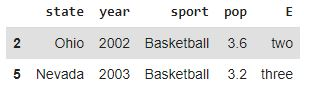 state year sport pop E
2 Ohio 2002 Basketball 3.6 two
5 Nevada 2003 Basketball 3.2 three